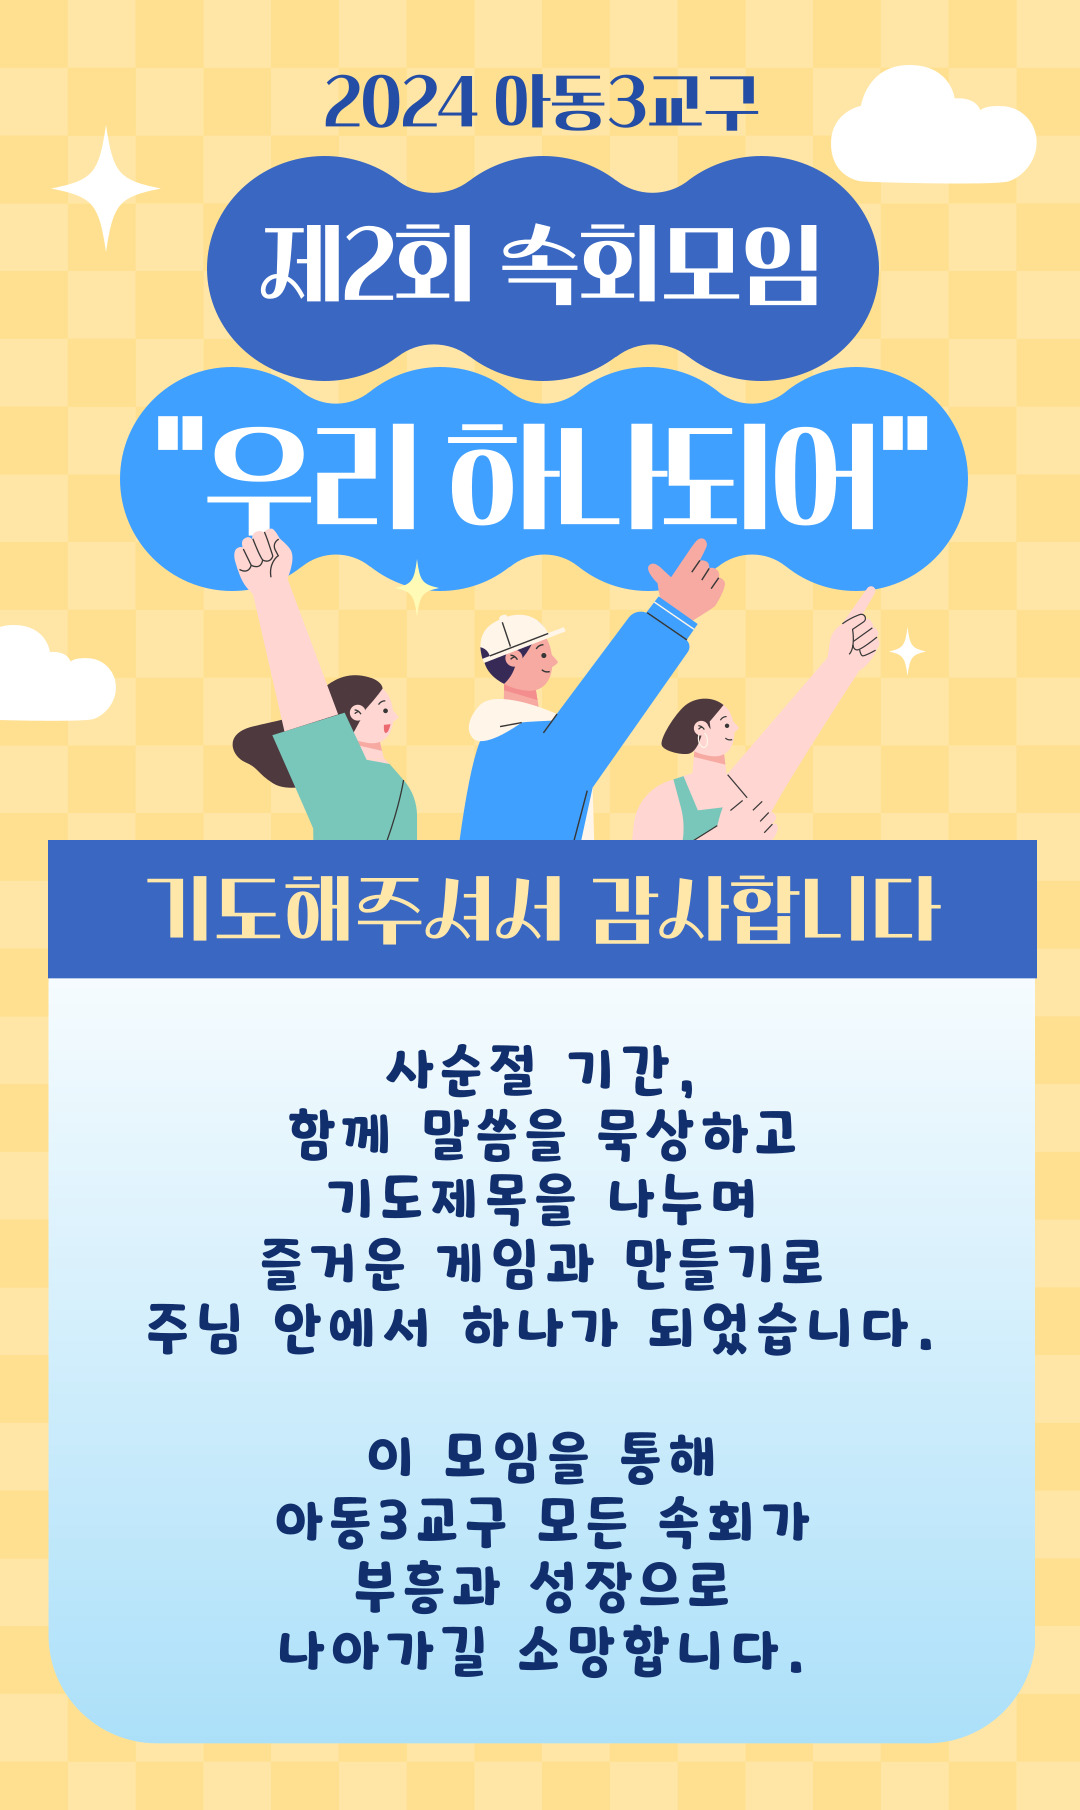 2024 아동3교구
제2회 속회모임
"우리 하나되어"
기도해주셔서 감사합니다
사순절 기간,
함께 말씀을 묵상하고
기도제목을 나누며
즐거운 게임과 만들기로
주님 안에서 하나가 되었습니다.
이 모임을 통해
아동3교구 모든 속회가
부흥과 성장으로
나아가길 소망합니다.